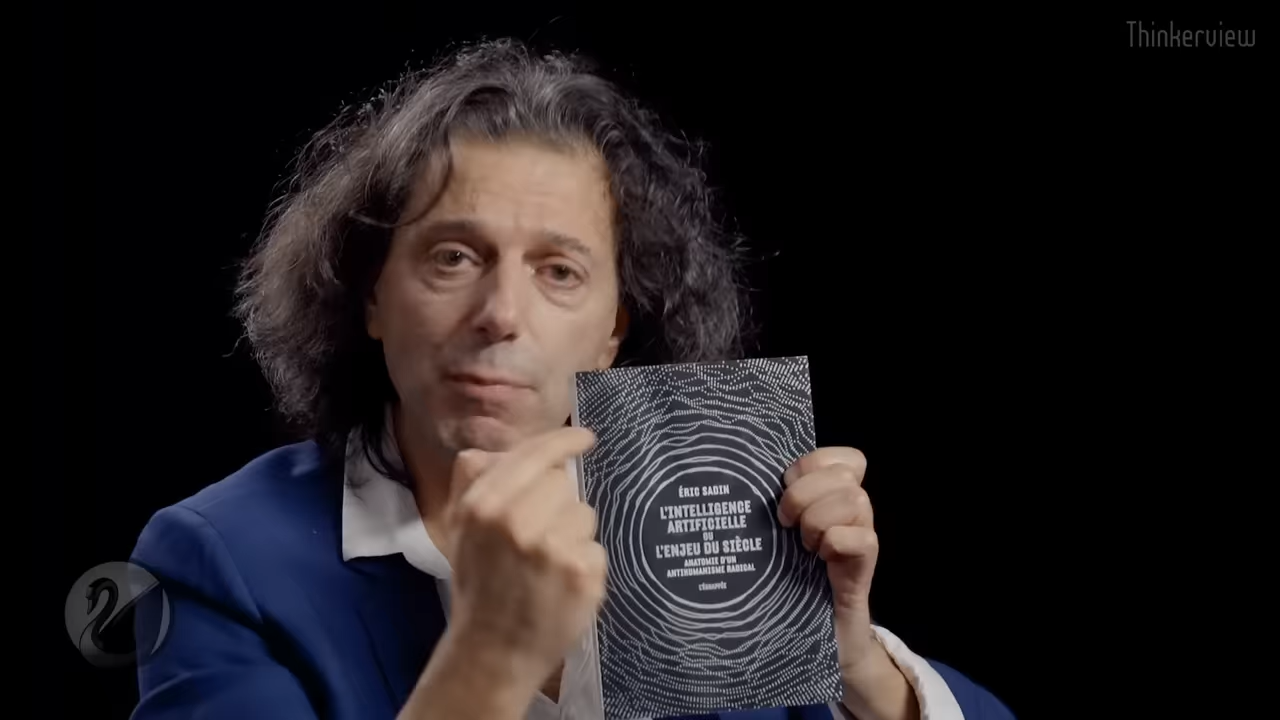 Thinkerview
ÉRIC SADIN
L'INTELLIGENCE
ARTIFICIELLE
OU
L'ENJEU DU SIÈCLE
ANATOMIE D'UN
ANTIHUMANISME RADICAL
L'ÉCHAPPÉE